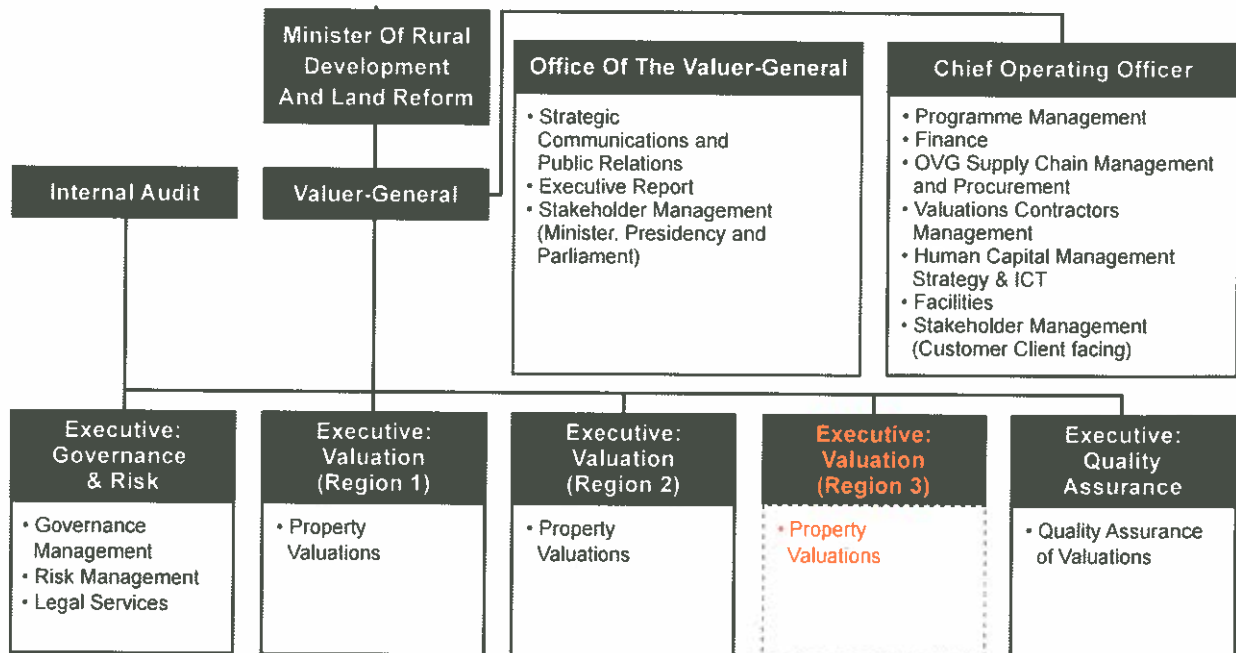 Minister Of Rural
Development
And Land Reform
Office Of The Valuer-General
• Strategic
Communications and
Public Relations
• Executive Report
• Stakeholder Management
(Minister, Presidency and
Parliament)
Chief Operating Officer
• Programme Management
• Finance
• OVG Supply Chain Management
and Procurement
• Valuations Contractors
Management
• Human Capital Management
Strategy & ICT
• Facilities
• Stakeholder Management
(Customer Client facing)
Internal Audit
Valuer-General
Executive:
Governance
& Risk
• Governance
Management
• Risk Management
• Legal Services
Executive:
Valuation
(Region 1)
• Property
Valuations
Executive:
Valuation
(Region 2)
• Property
Valuations
Executive:
Valuation
(Region 3)
• Property
Valuations
Executive:
Quality
Assurance
• Quality Assurance
of Valuations